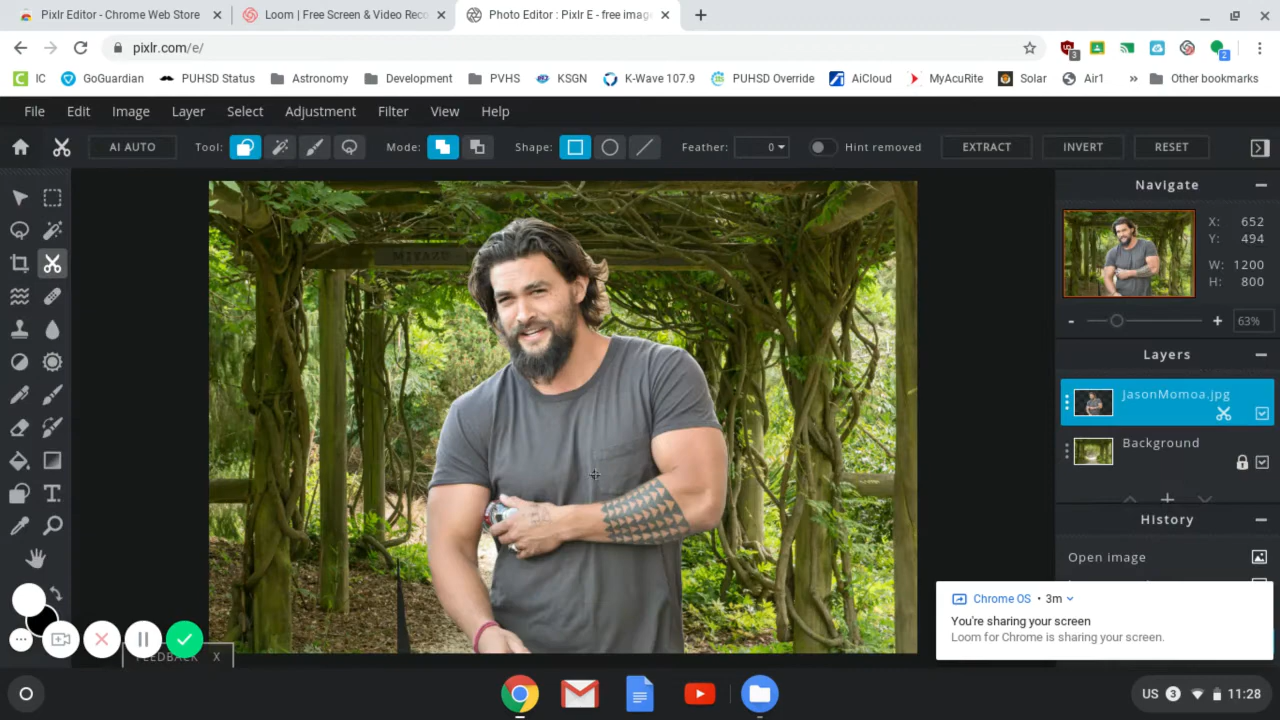 Pixlr Editor - Chrome Web Store
Loom | Free Screen & Video Reco
Photo Editor : Pixlr E - free imag
pixlr.com/e/
3
2
IC
GoGuardian
PUHSD Status
Astronomy
Development
PVHS
KSGN
K-Wave 107.9
PUHSD Override
AiCloud
MyAcuRite
Solar
Air1
»
Other bookmarks
File
Edit
Image
Layer
Select
Adjustment
Filter
View
Help
AI AUTO
Tool:
Mode:
Shape:
Feather:
0
Hint removed
EXTRACT
INVERT
RESET
Navigate
X: 652
Y: 494
W: 1200
H: 800
63%
Layers
JasonMomoa.jpg
Background
History
Open image
Chrome OS • 3m
You're sharing your screen
Loom for Chrome is sharing your screen.
FEEDBACK X
US 3 11:28